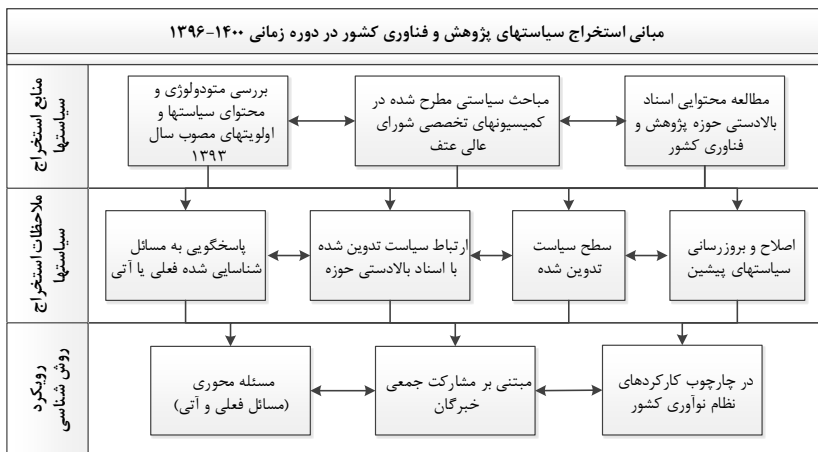 مبانی استخراج سیاستهای پژوهش و فناوری کشور در دوره زمانی ۱۴۰۰-۱۳۹۶
منابع استخراج
سیاستها
مطالعه محتوایی اسناد
بالادستی حوزه پژوهش و
فناوری کشور
مباحث سیاستی مطرح شده در
کمیسیونهای تخصصی شورای
عالی عتف
بررسی متودولوژی و
محتوای سیاستها و
اولویتهای مصوب سال
۱۳۹۳
ملاحظات استخراج
سیاستها
اصلاح و بروزرسانی
سیاستهای پیشین
سطح سیاست
تدوین شده
ارتباط سیاست تدوین شده
با اسناد بالادستی حوزه
پاسخگویی به مسائل
شناسایی شده فعلی یا آتی
رویکرد
روش شناسی
در چارچوب کارکردهای
نظام نوآوری کشور
مبتنی بر مشارکت جمعی
خبرگان
مسئله محوری
(مسائل فعلی و آتی)